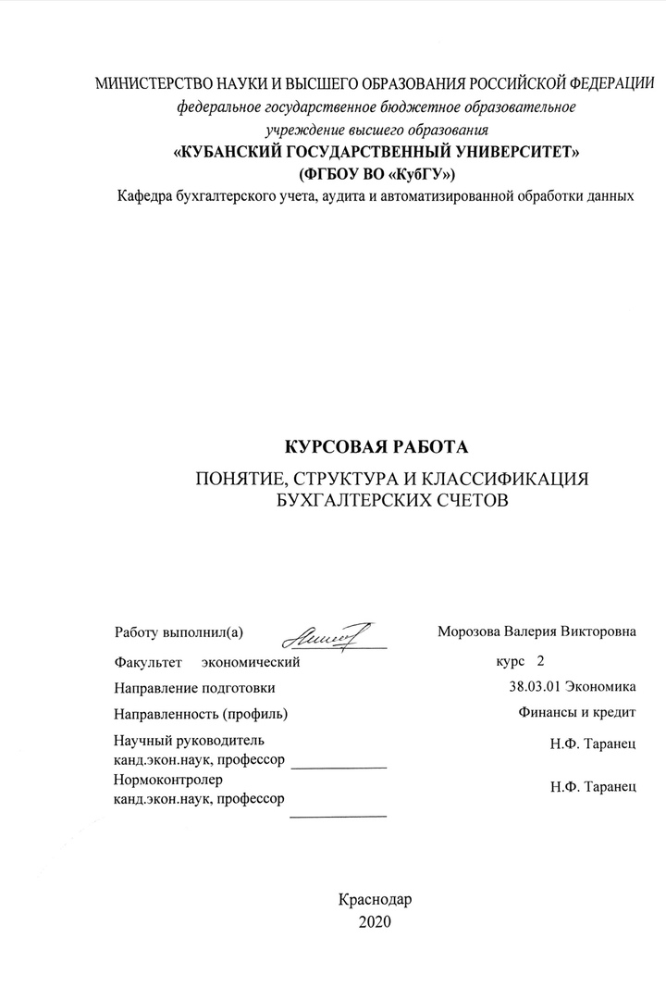 МИНИСТЕРСТВО НАУКИ И ВЫСШЕГО ОБРАЗОВАНИЯ РОССИЙСКОЙ ФЕДЕРАЦИИ
федеральное государственное бюджетное образовательное
учреждение высшего образования
«КУБАНСКИЙ ГОСУДАРСТВЕННЫЙ УНИВЕРСИТЕТ»
(ФГБОУ ВО «КубГУ»)
Кафедра бухгалтерского учета, аудита и автоматизированной обработки данных
КУРСОВАЯ РАБОТА
ПОНЯТИЕ, СТРУКТУРА И КЛАССИФИКАЦИЯ
БУХГАЛТЕРСКИХ СЧЕТОВ
Работу выполнил(а) Морозова Валерия Викторовна
Факультет экономический курс 2
Направление подготовки 38.03.01 Экономика
Направленность (профиль) Финансы и кредит
Научный руководитель
канд.экон.наук, профессор Н.Ф. Таранец
Нормоконтролер
канд.экон.наук, профессор Н.Ф. Таранец
Краснодар
2020